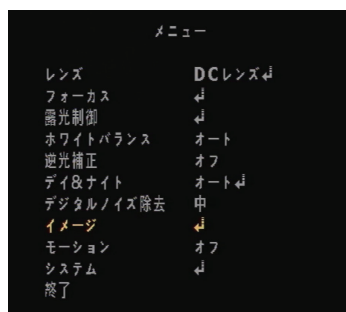 メニュー
レンズ DCレンズ↲
フォーカス ↲
露光制御 ↲
ホワイトバランス オート
逆光補正 オフ
デイ&ナイト オート↲
デジタルノイズ除去 中
イメージ ↲
モーション オフ
システム ↲
終了